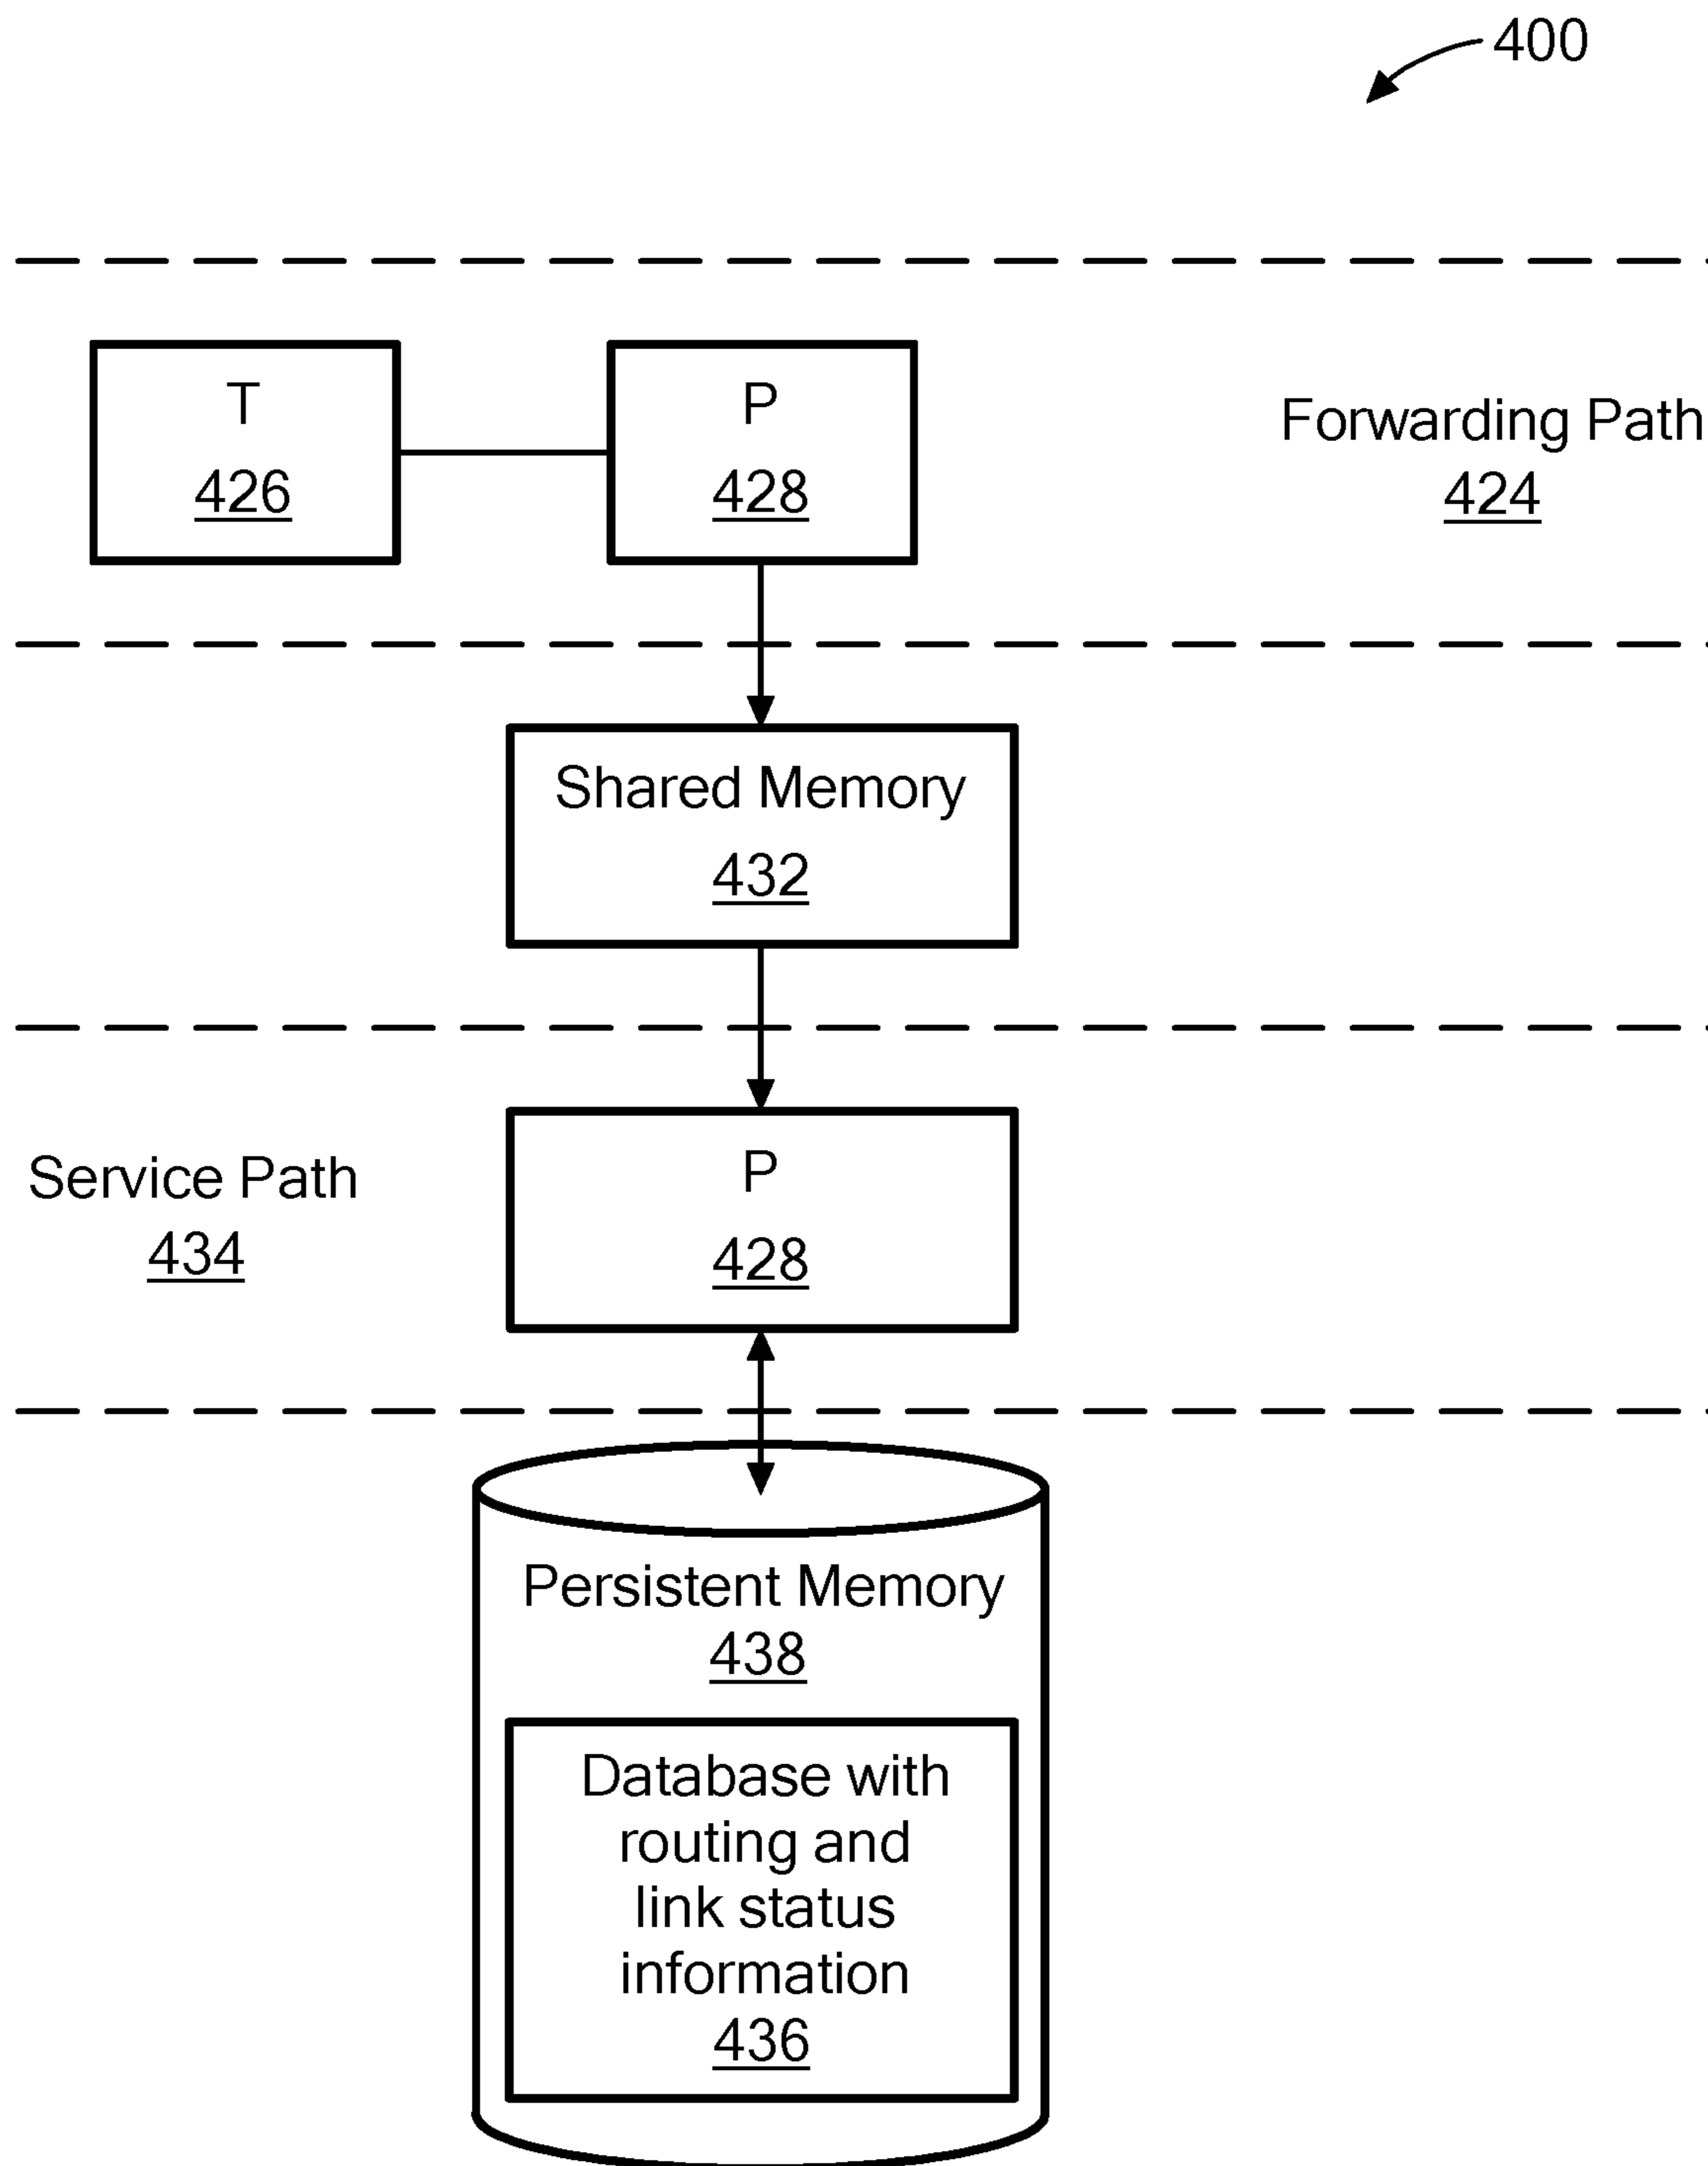 400
T
426
P
428
Forwarding Path
424
Shared Memory
432
Service Path
434
P
428
Persistent Memory
438
Database with
routing and
link status
information
436